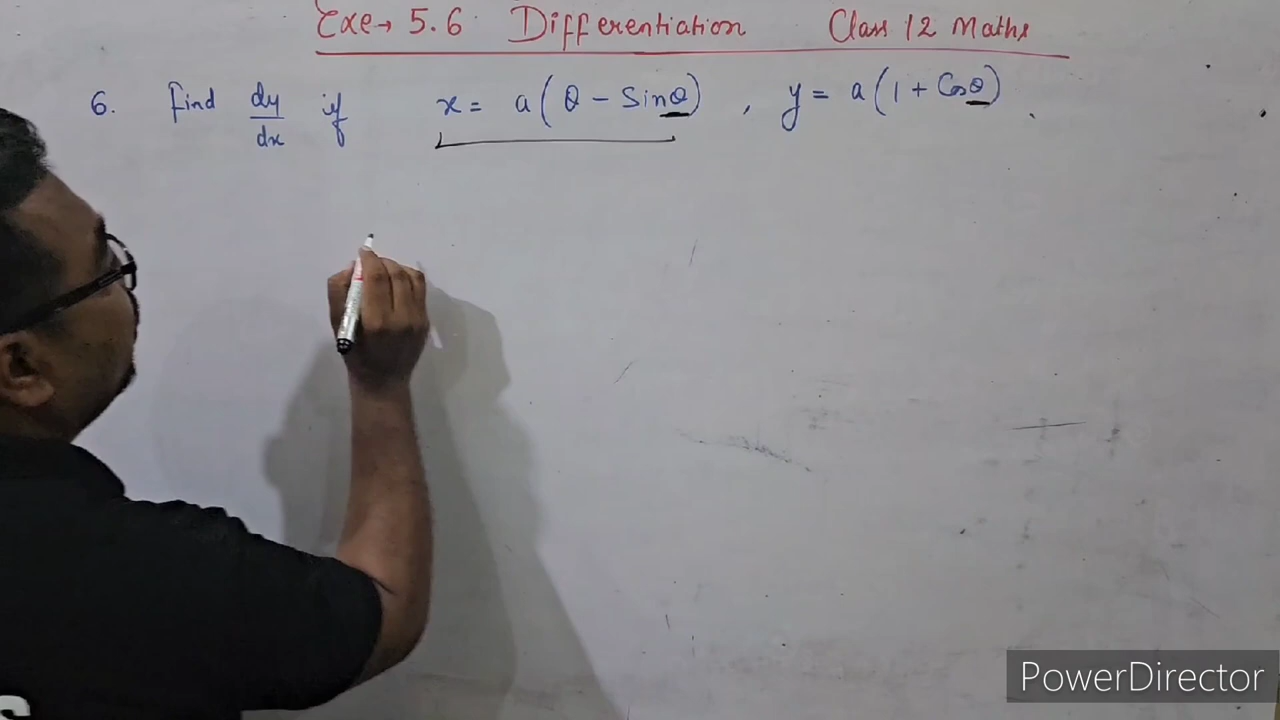 Exe→ 5.6 Differentiation Class 12 Maths
6. Find dy/dx if x = a(θ - Sinθ) , y = a(1 + Cosθ) .
PowerDirector